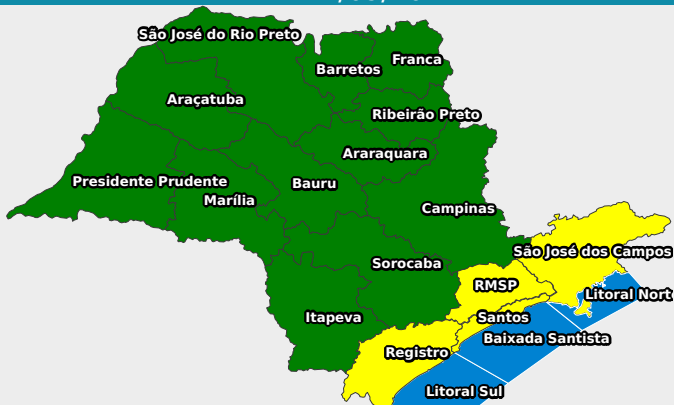 São José do Rio Preto
Franca
Barretos
Araçatuba
Ribeirão Preto
Araraquara
Presidente Prudente
Bauru
Marília
Campinas
São José dos Campos
Sorocaba
RMSP
Litoral Nort
Itapeva
Santos
Baixada Santista
Registro
Litoral Sul